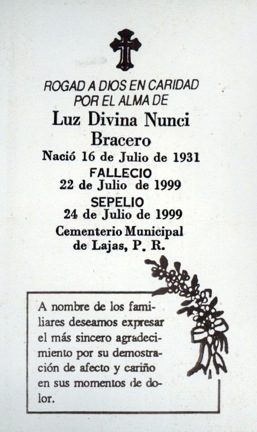 ROGAD A DIOS EN CARIDAD
POR EL ALMA DE
Luz Divina Nunci
Bracero
Nació 16 de Julio de 1931
FALLECIO
22 de Julio de 1999
SEPELIO
24 de Julio de 1999
Cementerio Municipal
de Lajas, P. R.
A nombre de los fami-
liares deseamos expresar
el más sincero agradeci-
miento por su demostra-
ción de afecto y cariño
en sus momentos de do-
lor.